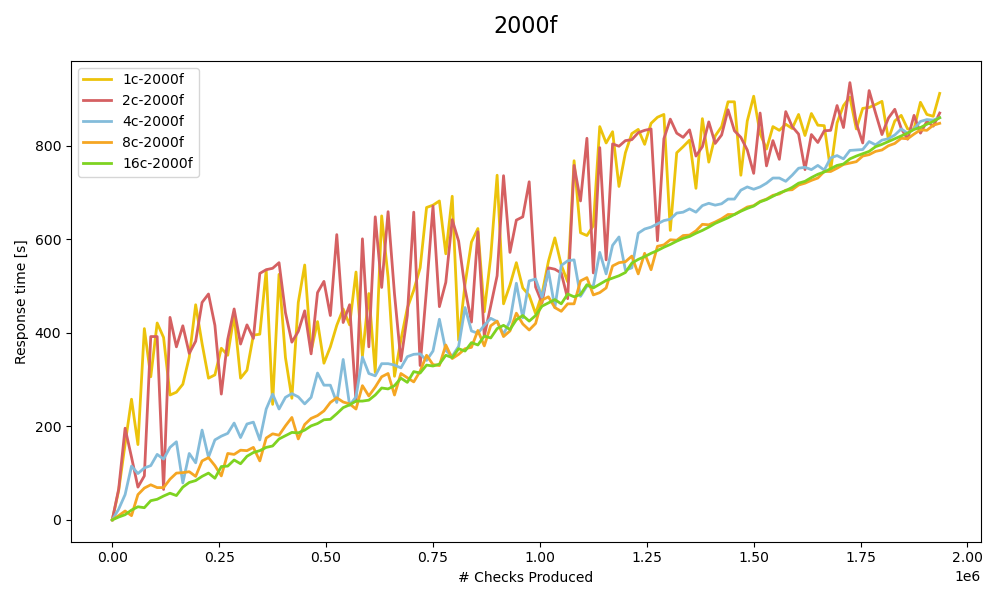 2000f
1c-2000f
2c-2000f
4c-2000f
8c-2000f
16c-2000f
Response time [s]
800
600
400
200
0
0.00 0.25 0.50 0.75 1.00 1.25 1.50 1.75 2.00
1e6
# Checks Produced